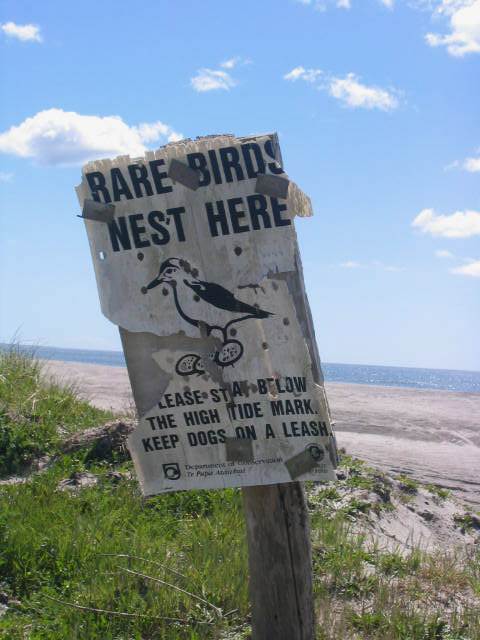 RARE BIRDS
NEST HERE
LEASE STAY BELOW
THE HIGH TIDE MARK.
KEEP DOGS ON A LEASH
Department of Conservation
Te Papa Atawhai